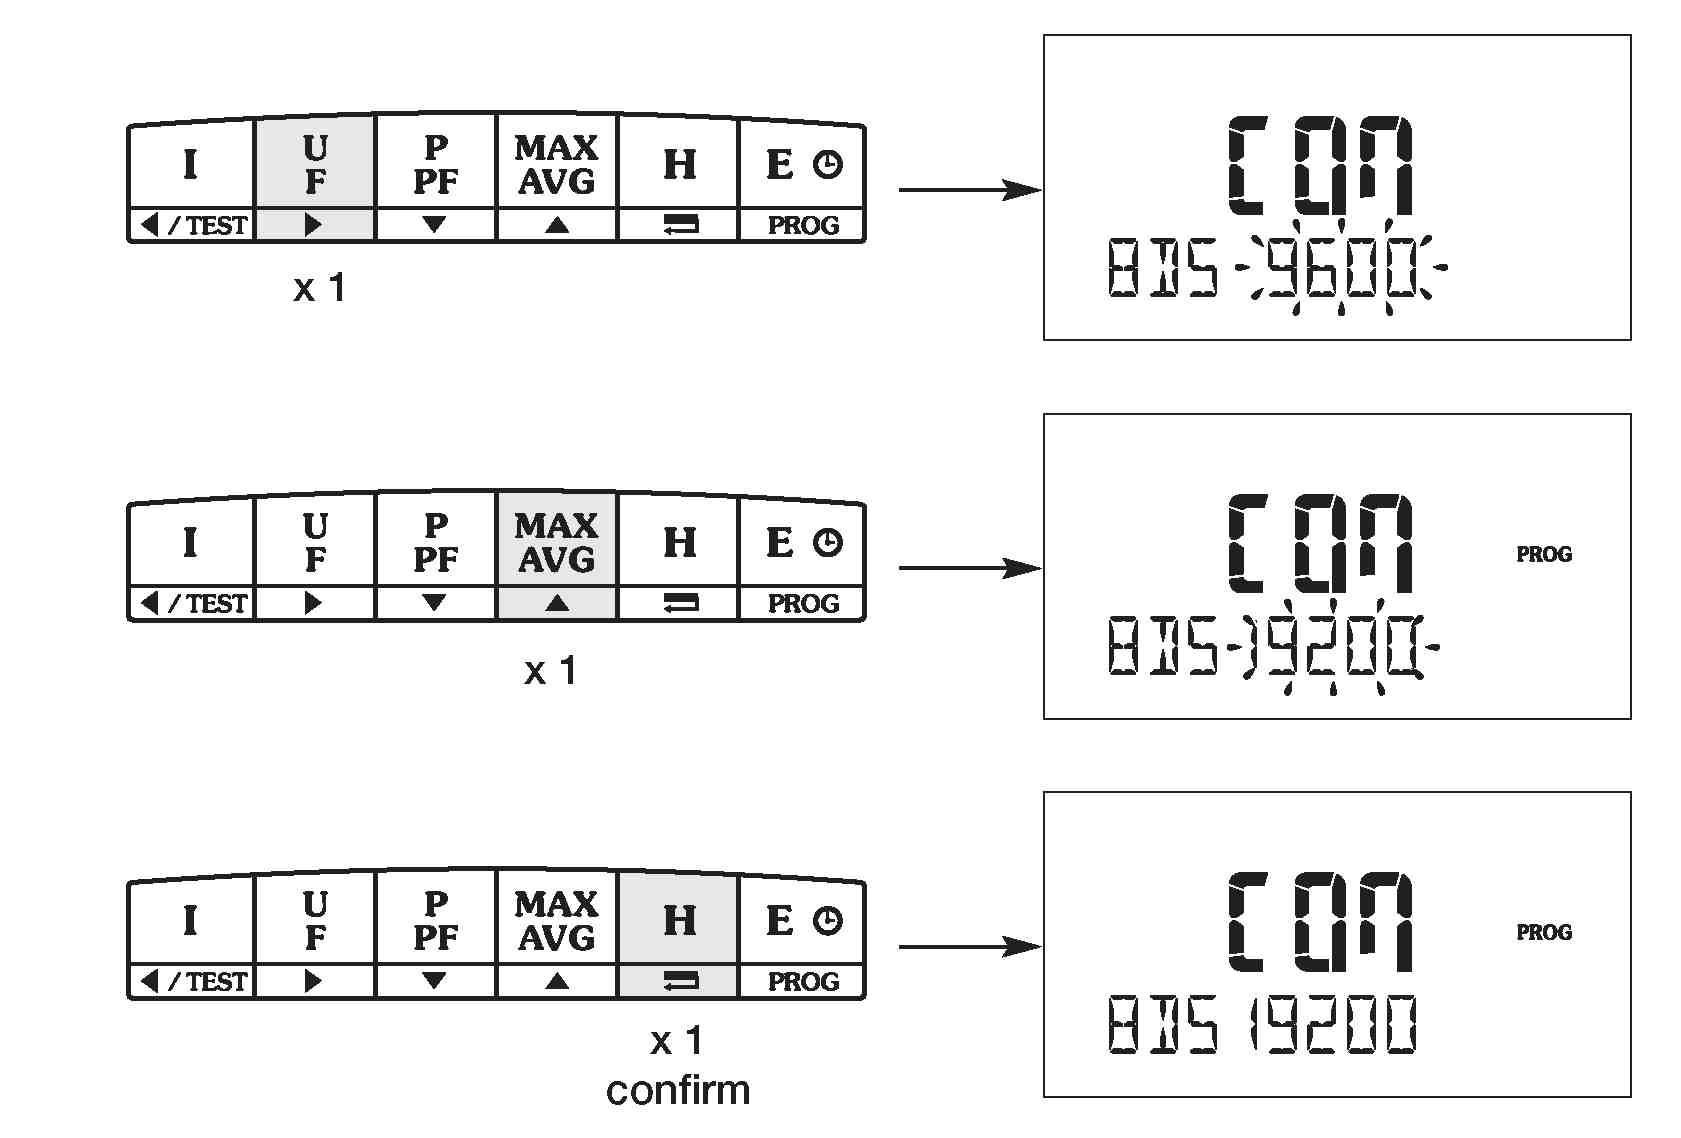 I U F P PF MAX AVG H E
◀ / TEST ▶ ▼ ▲ PROG
x 1
COM
BDS 9600
I U F P PF MAX AVG H E
◀ / TEST ▶ ▼ ▲ PROG
x 1
COM
PROG
BDS 19200
I U F P PF MAX AVG H E
◀ / TEST ▶ ▼ ▲ PROG
x 1
confirm
COM
PROG
BDS 19200